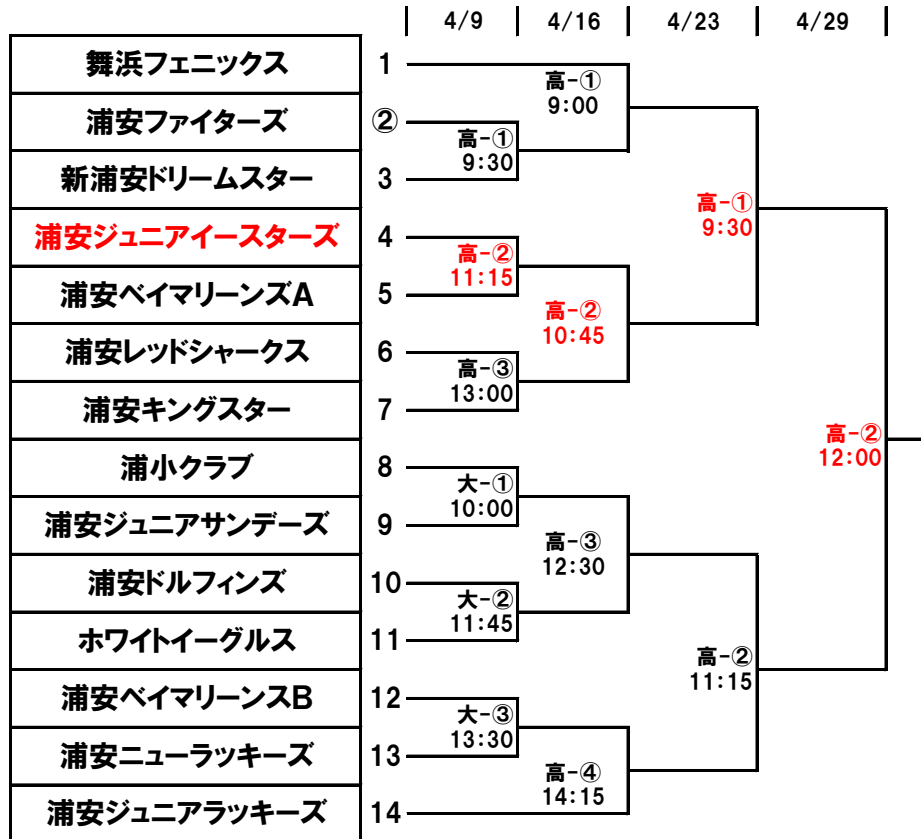 4/9 4/16 4/23 4/29
舞浜フェニックス 1
高-①
9:00
浦安ファイターズ ②
高-①
9:30
新浦安ドリームスター 3
高-①
9:30
浦安ジュニアイースターズ 4
高-②
11:15
浦安ベイマリーンズA 5
高-②
10:45
浦安レッドシャークス 6
高-③
13:00
浦安キングスター 7
高-②
12:00
浦小クラブ 8
大-①
10:00
浦安ジュニアサンデーズ 9
高-③
12:30
浦安ドルフィンズ 10
大-②
11:45
ホワイトイーグルス 11
高-②
11:15
浦安ベイマリーンスB 12
大-③
13:30
浦安ニューラッキーズ 13
高-④
14:15
浦安ジュニアラッキーズ 14